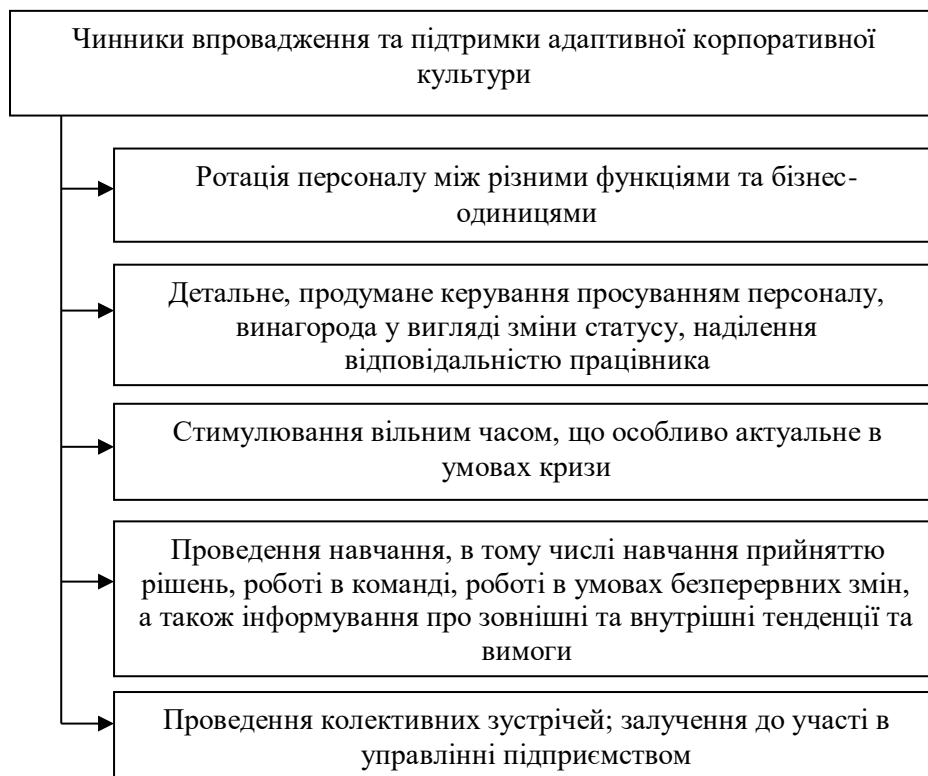 Чинники впровадження та підтримки адаптивної корпоративної
культури
Ротація персоналу між різними функціями та бізнес-
одиницями
Детальне, продумане керування просуванням персоналу,
винагорода у вигляді зміни статусу, наділення
відповідальністю працівника
Стимулювання вільним часом, що особливо актуальне в
умовах кризи
Проведення навчання, в тому числі навчання прийняттю
рішень, роботі в команді, роботі в умовах безперервних змін,
а також інформування про зовнішні та внутрішні тенденції та
вимоги
Проведення колективних зустрічей; залучення до участі в
управлінні підприємством